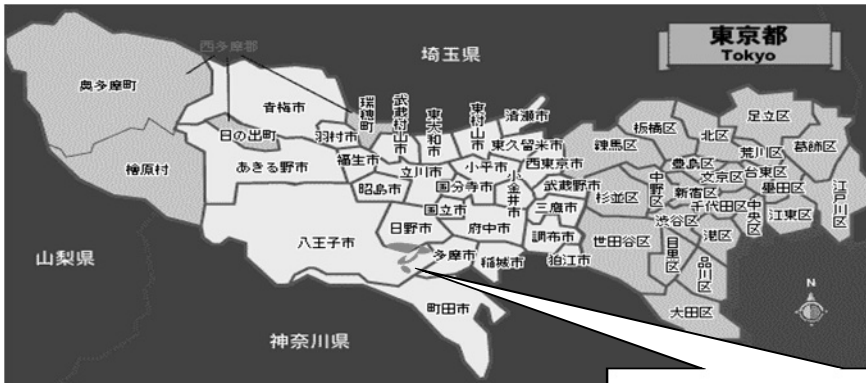 東京都
Tokyo
埼玉県
西多摩郡
奥多摩町
青梅市
瑞穂町
武蔵村山市
東大和市
東村山市
清瀬市
日の出町
羽村市
東久留米市
檜原村
あきる野市
福生市
立川市
小平市
西東京市
昭島市
国分寺市
小金井市
武蔵野市
国立市
三鷹市
八王子市
日野市
府中市
調布市
多摩市
稲城市
狛江市
町田市
板橋区
北区
足立区
練馬区
豊島区
荒川区
葛飾区
中野区
文京区
台東区
杉並区
新宿区
墨田区
千代田区
江戸川区
渋谷区
中央区
江東区
世田谷区
目黒区
港区
品川区
大田区
山梨県
神奈川県
N